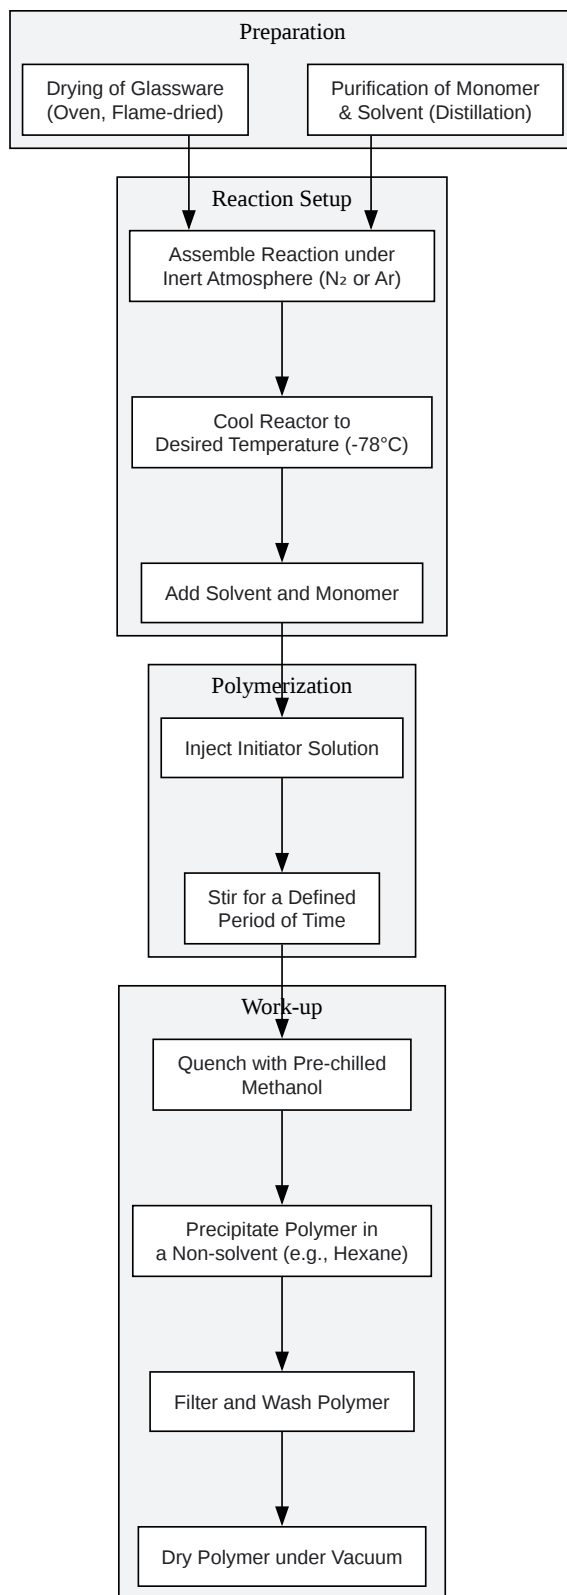 Preparation
Drying of Glassware
(Oven, Flame-dried)
Purification of Monomer
& Solvent (Distillation)
Reaction Setup
Assemble Reaction under
Inert Atmosphere (N₂ or Ar)
Cool Reactor to
Desired Temperature (-78°C)
Add Solvent and Monomer
Polymerization
Inject Initiator Solution
Stir for a Defined
Period of Time
Work-up
Quench with Pre-chilled
Methanol
Precipitate Polymer in
a Non-solvent (e.g., Hexane)
Filter and Wash Polymer
Dry Polymer under Vacuum